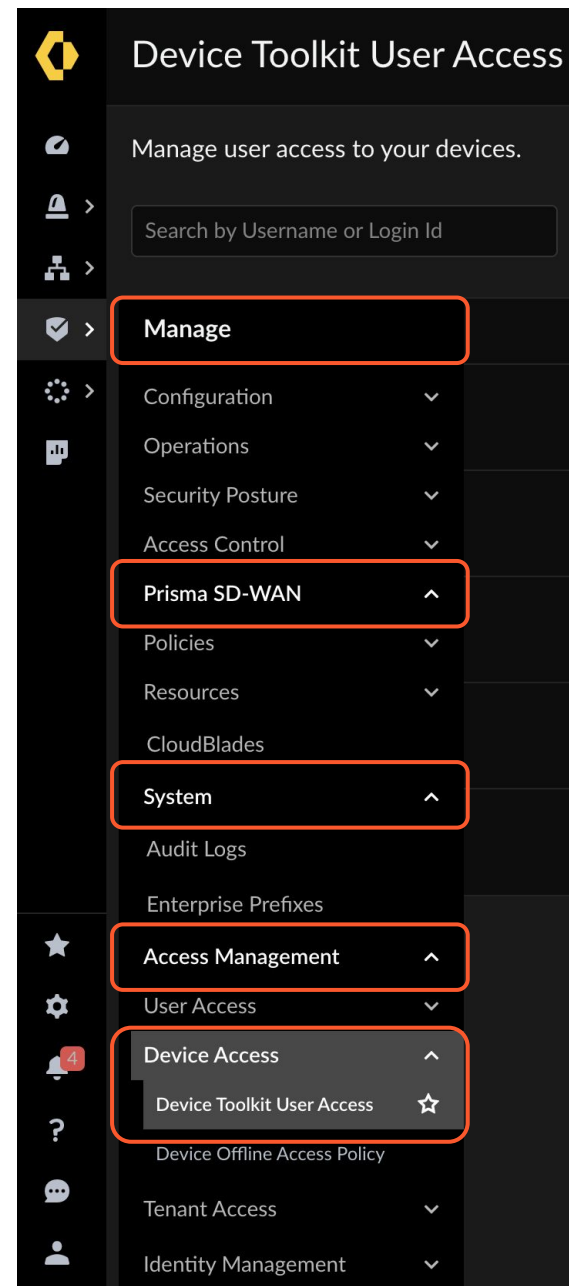 Device Toolkit User Access
Manage user access to your devices.
Search by Username or Login Id
Manage
Configuration
Operations
Security Posture
Access Control
Prisma SD-WAN
Policies
Resources
CloudBlades
System
Audit Logs
Enterprise Prefixes
Access Management
User Access
4
Device Access
Device Toolkit User Access
?
Device Offline Access Policy
Tenant Access
Identity Management